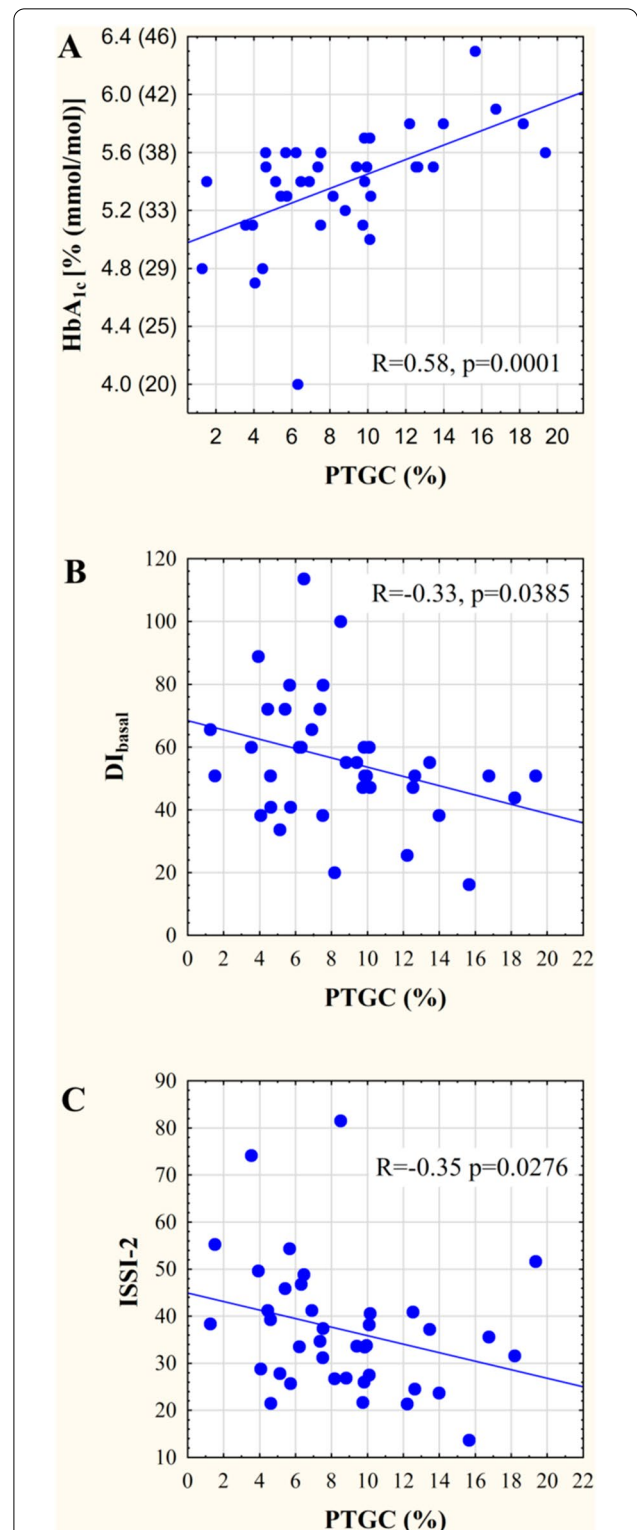 A
HbA1c [% (mmol/mol)]
6.4 (46)
6.0 (42)
5.6 (38)
5.2 (33)
4.8 (29)
4.4 (25)
4.0 (20)
R=0.58, p=0.0001
2 4 6 8 10 12 14 16 18 20
PTGC (%)
B
DIbasal
120
100
80
60
40
20
0
R=-0.33, p=0.0385
0 2 4 6 8 10 12 14 16 18 20 22
PTGC (%)
C
ISSI-2
90
80
70
60
50
40
30
20
10
R=-0.35 p=0.0276
0 2 4 6 8 10 12 14 16 18 20 22
PTGC (%)